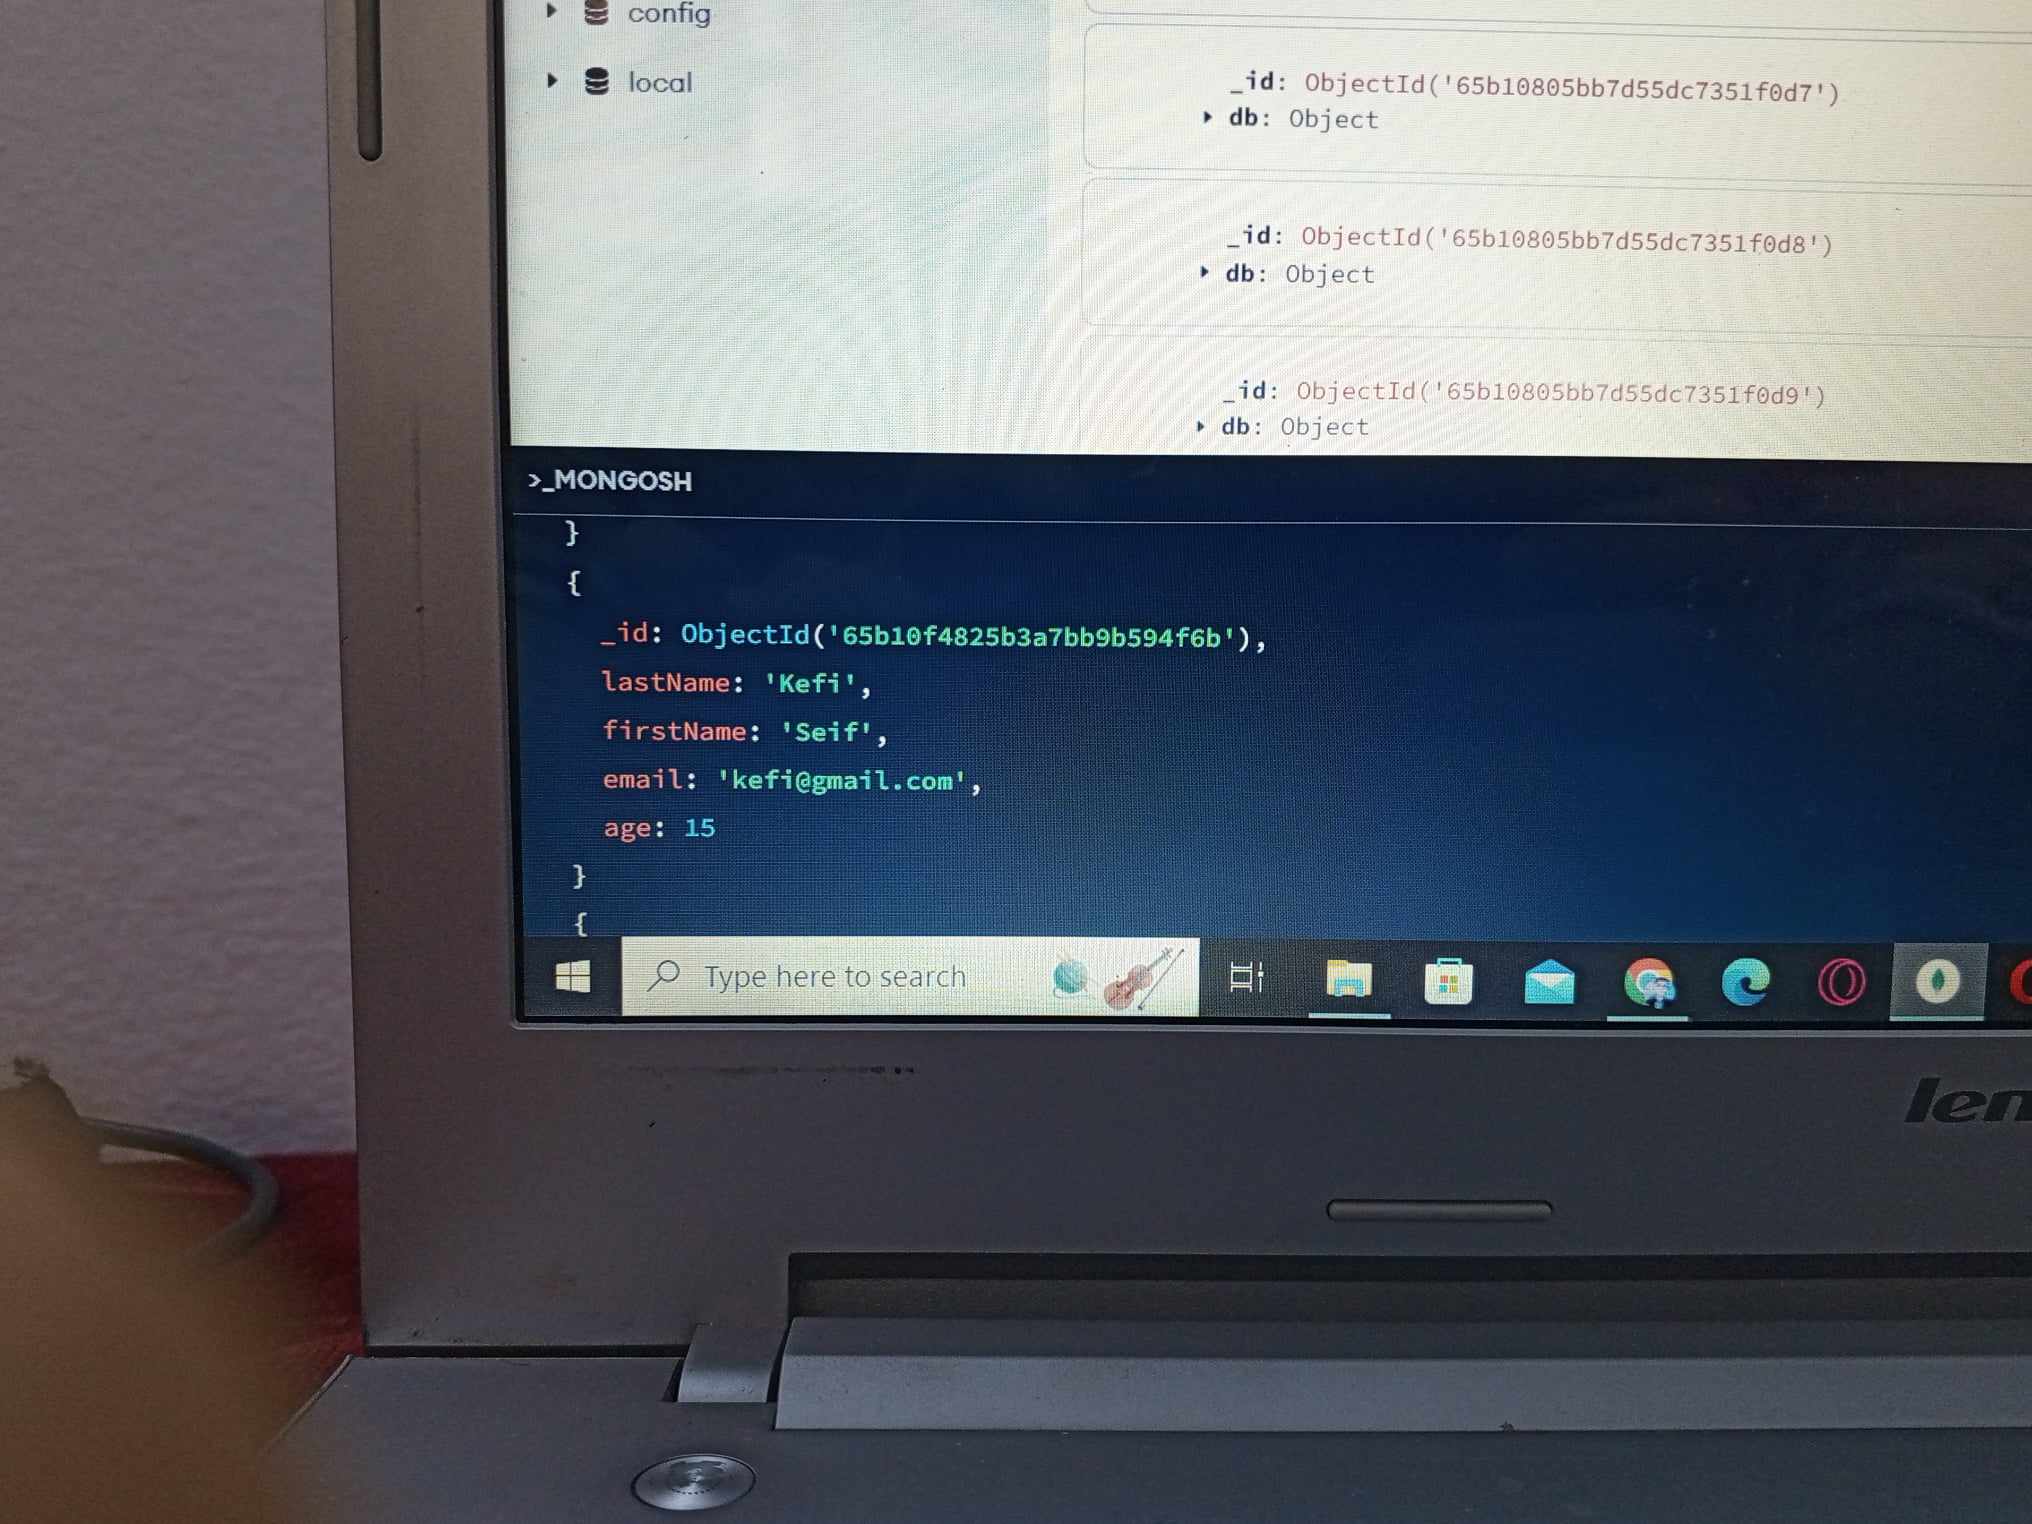 config
local
_id: ObjectId('65b10805bb7d55dc7351f0d7')
db: Object
_id: ObjectId('65b10805bb7d55dc7351f0d8')
db: Object
_id: ObjectId('65b10805bb7d55dc7351f0d9')
db: Object
>_MONGOSH
}
{
_id: ObjectId('65b10f4825b3a7bb9b594f6b'),
lastName: 'Kefi',
firstName: 'Seif',
email: 'kefi@gmail.com',
age: 15
}
{
Type here to search
len